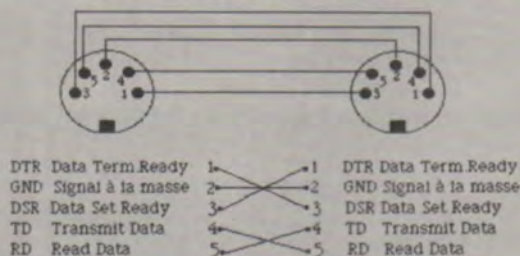 5 2 4 5 2 4
3 1 3 1
DTR Data Term.Ready 1 1 DTR Data Term.Ready
GND Signal à la masse 2 2 GND Signal à la masse
DSR Data Set Ready 3 3 DSR Data Set Ready
TD Transmit Data 4 4 TD Transmit Data
RD Read Data 5 5 RD Read Data